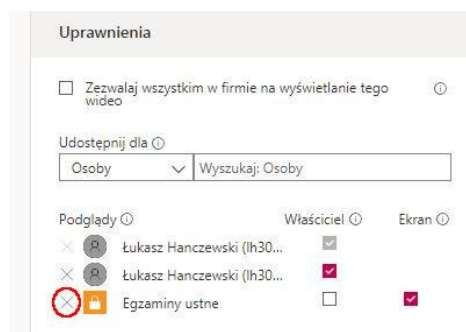 Uprawnienia
Zezwalaj wszystkim w firmie na wyświetlanie tego
wideo
Udostępnij dla
Osoby Wyszukaj: Osoby
Podglądy Właściciel Ekran
Łukasz Hanczewski (lh30...
Łukasz Hanczewski (lh30...
Egzaminy ustne